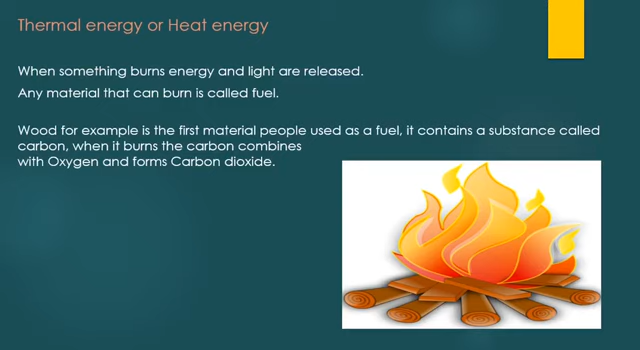 Thermal energy or Heat energy
When something burns energy and light are released.
Any material that can burn is called fuel.
Wood for example is the first material people used as a fuel, it contains a substance called
carbon, when it burns the carbon combines
with Oxygen and forms Carbon dioxide.